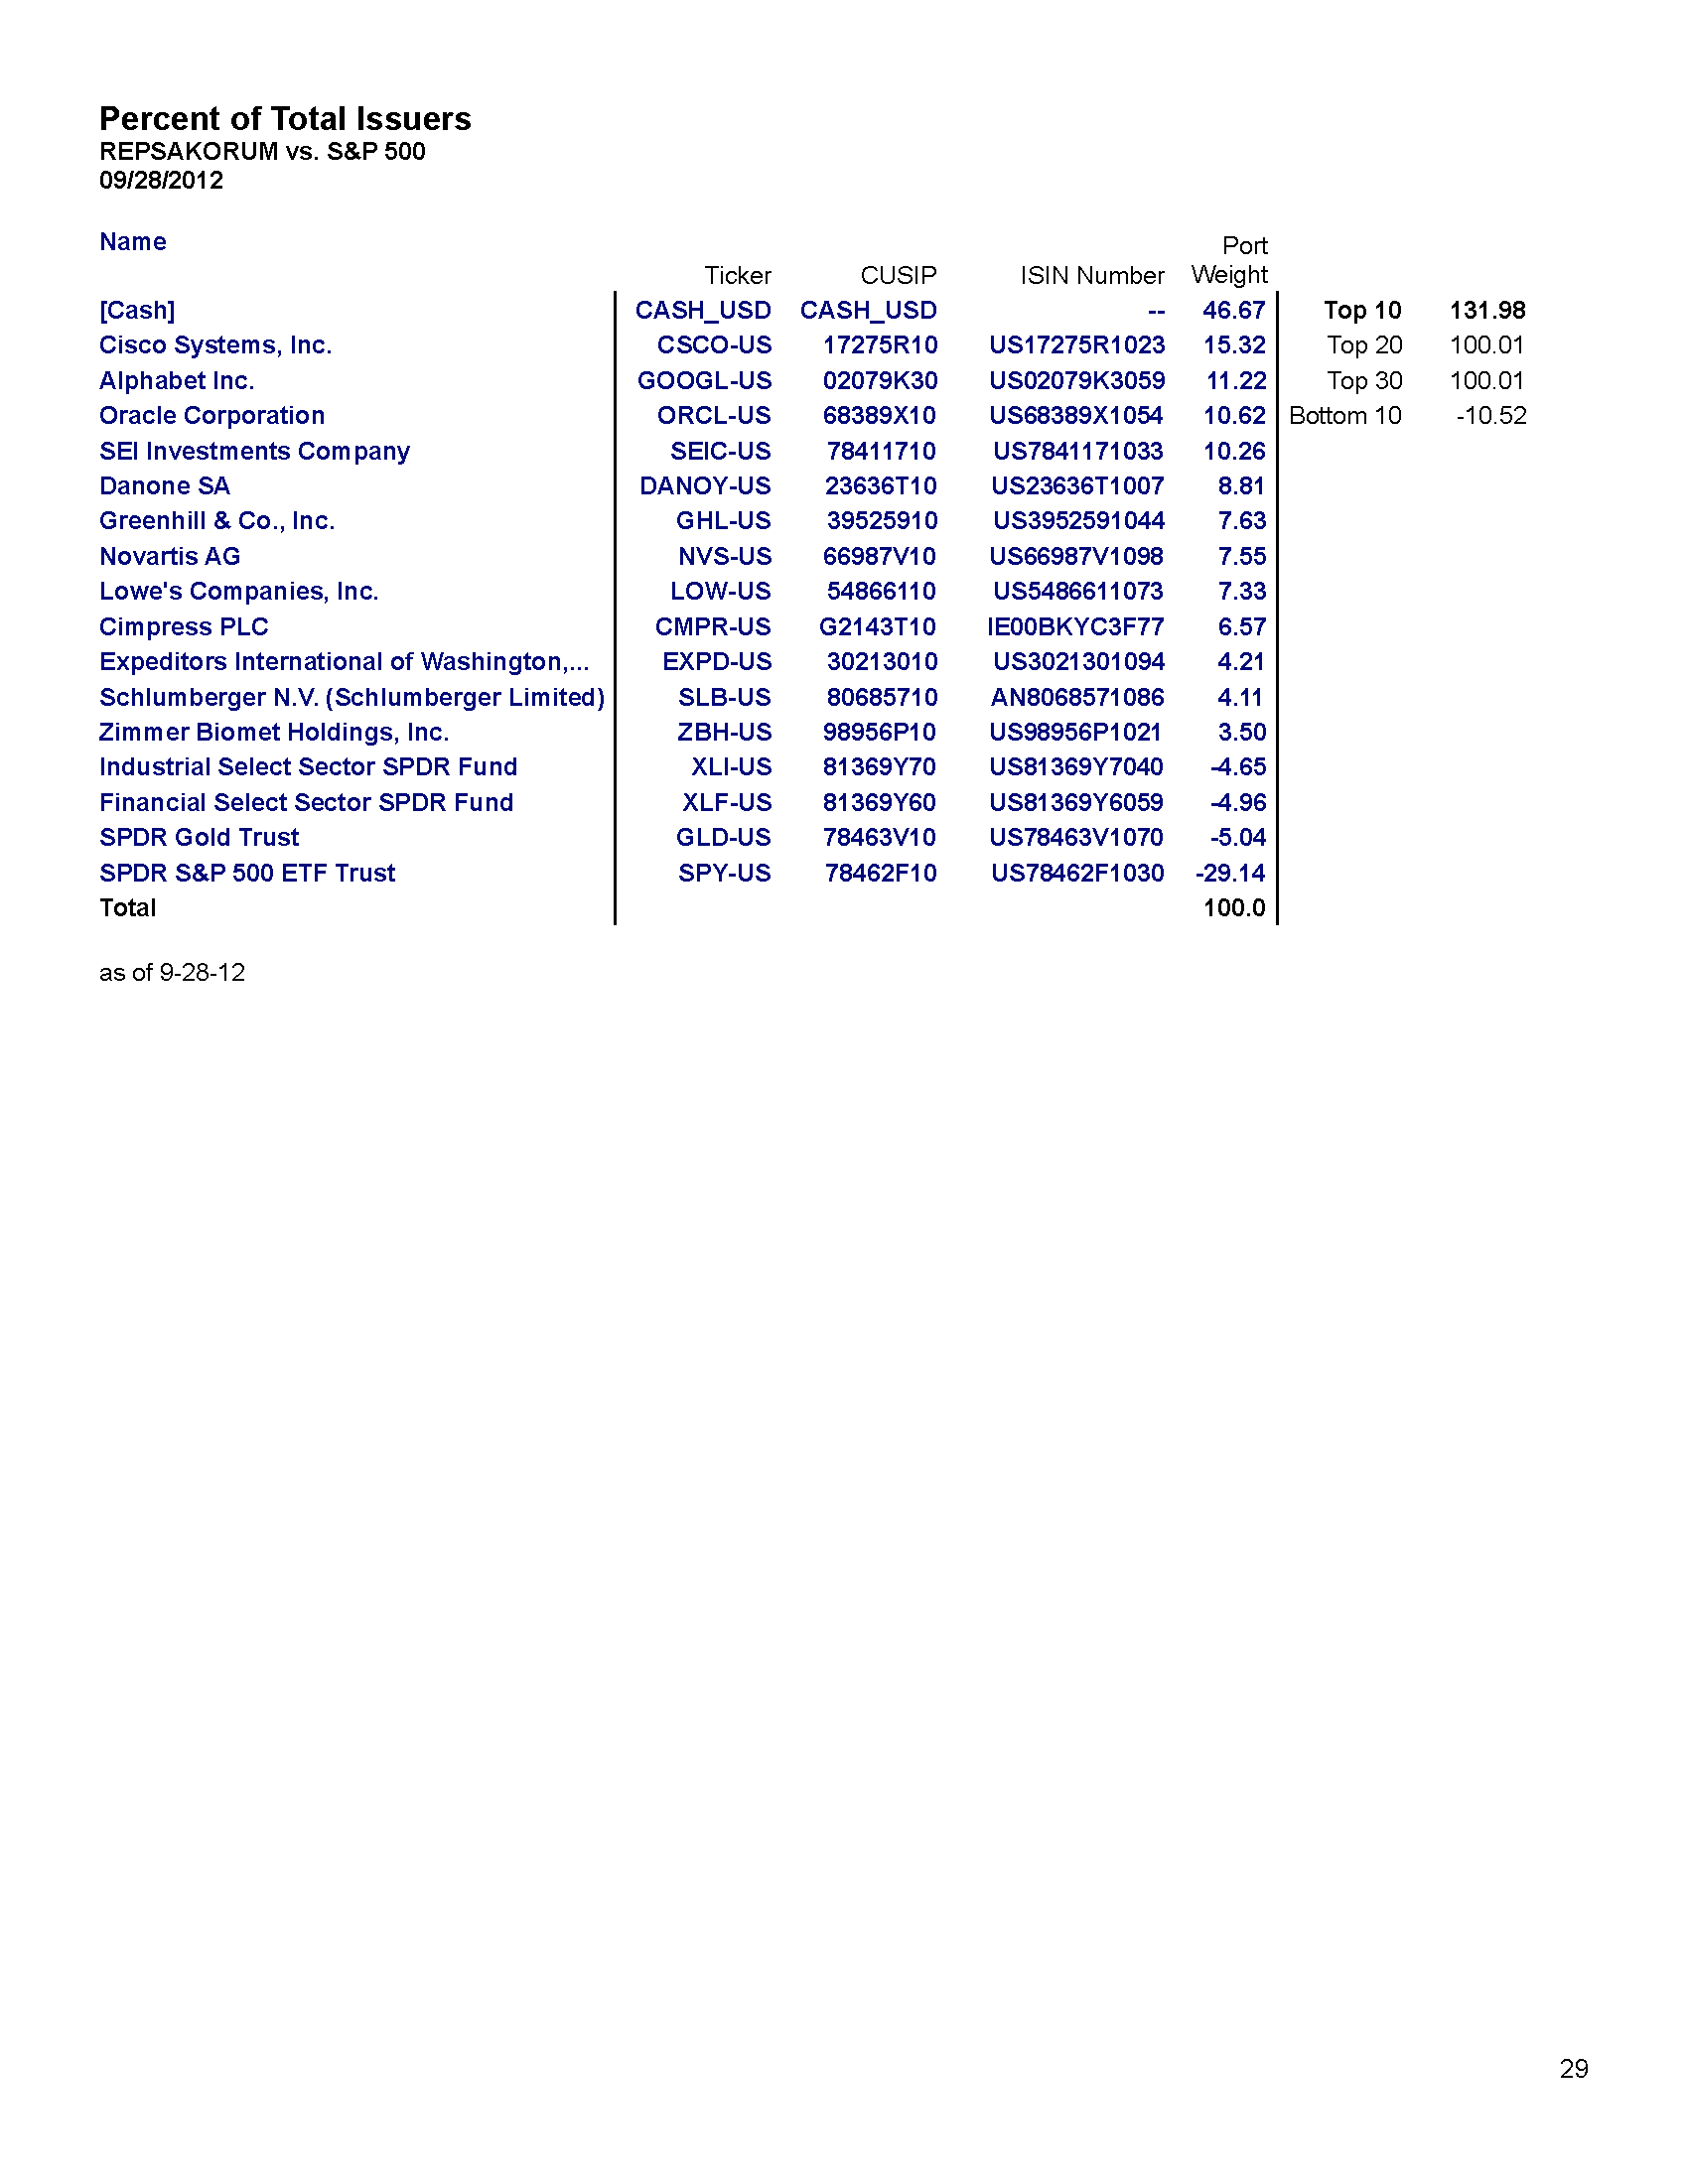 Percent of Total Issuers
REPSAKORUM vs. S&P 500
09/28/2012
Name Ticker CUSIP ISIN Number Port Weight
[Cash] CASH_USD CASH_USD -- 46.67 Top 10 131.98
Cisco Systems, Inc. CSCO-US 17275R10 US17275R1023 15.32 Top 20 100.01
Alphabet Inc. GOOGL-US 02079K30 US02079K3059 11.22 Top 30 100.01
Oracle Corporation ORCL-US 68389X10 US68389X1054 10.62 Bottom 10 -10.52
SEI Investments Company SEIC-US 78411710 US7841171033 10.26
Danone SA DANOY-US 23636T10 US23636T1007 8.81
Greenhill & Co., Inc. GHL-US 39525910 US3952591044 7.63
Novartis AG NVS-US 66987V10 US66987V1098 7.55
Lowe's Companies, Inc. LOW-US 54866110 US5486611073 7.33
Cimpress PLC CMPR-US G2143T10 IE00BKYC3F77 6.57
Expeditors International of Washington,... EXPD-US 30213010 US3021301094 4.21
Schlumberger N.V. (Schlumberger Limited) SLB-US 80685710 AN8068571086 4.11
Zimmer Biomet Holdings, Inc. ZBH-US 98956P10 US98956P1021 3.50
Industrial Select Sector SPDR Fund XLI-US 81369Y70 US81369Y7040 -4.65
Financial Select Sector SPDR Fund XLF-US 81369Y60 US81369Y6059 -4.96
SPDR Gold Trust GLD-US 78463V10 US78463V1070 -5.04
SPDR S&P 500 ETF Trust SPY-US 78462F10 US78462F1030 -29.14
Total 100.0
as of 9-28-12
29